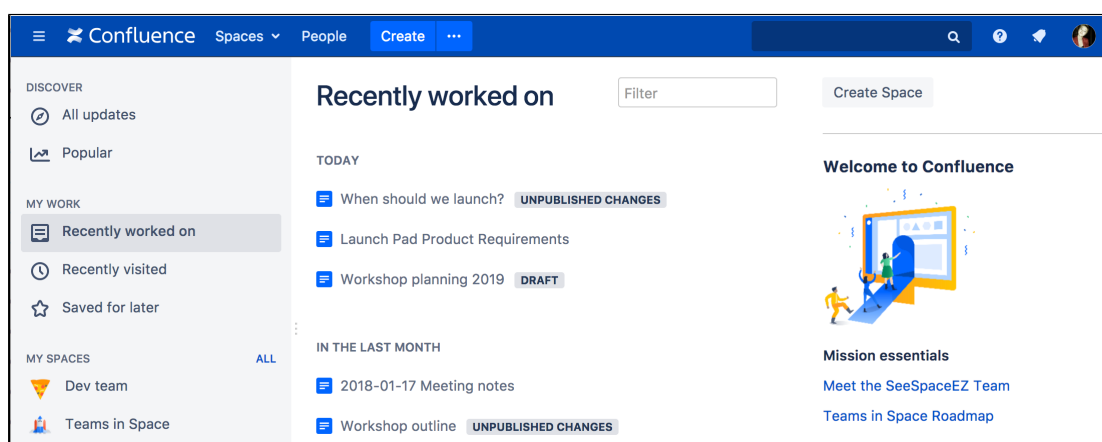 Confluence Spaces People Create ...
DISCOVER
All updates
Popular
MY WORK
Recently worked on
Recently visited
Saved for later
MY SPACES ALL
Dev team
Teams in Space
Recently worked on Filter
TODAY
When should we launch? UNPUBLISHED CHANGES
Launch Pad Product Requirements
Workshop planning 2019 DRAFT
IN THE LAST MONTH
2018-01-17 Meeting notes
Workshop outline UNPUBLISHED CHANGES
Create Space
Welcome to Confluence
Mission essentials
Meet the SeeSpaceEZ Team
Teams in Space Roadmap